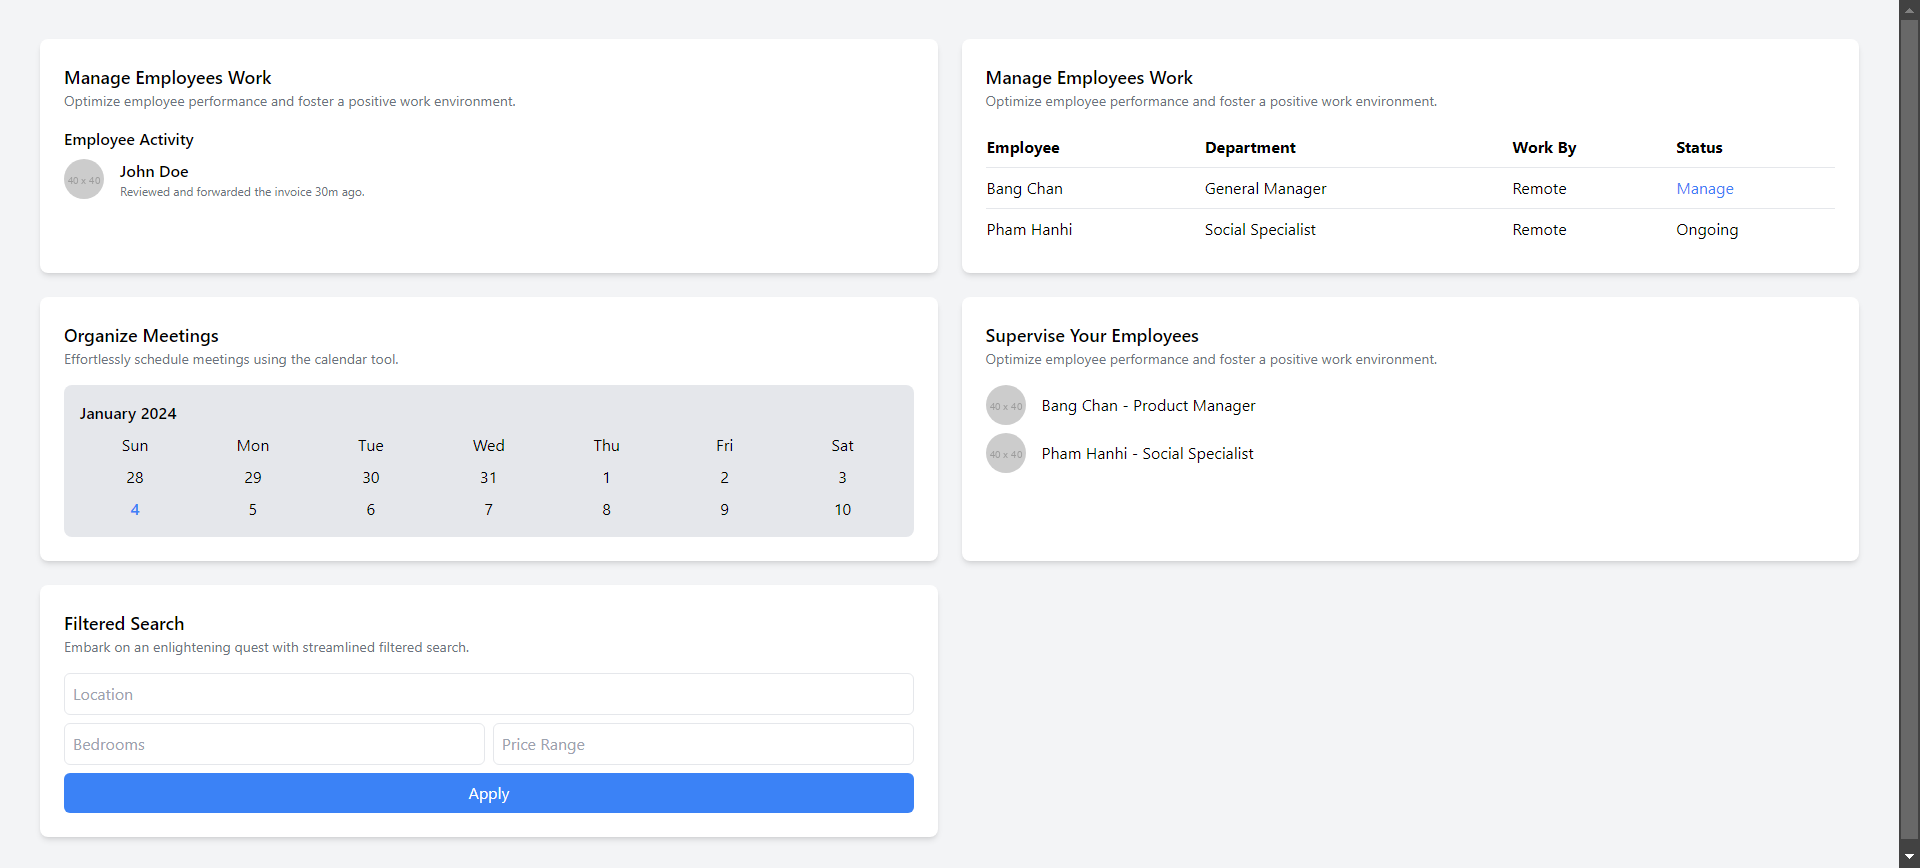 Manage Employees Work
Optimize employee performance and foster a positive work environment.
Employee Activity
40 x 40
John Doe
Reviewed and forwarded the invoice 30m ago.
Manage Employees Work
Optimize employee performance and foster a positive work environment.
Employee Department Work By Status
Bang Chan General Manager Remote Manage
Pham Hanhi Social Specialist Remote Ongoing
Organize Meetings
Effortlessly schedule meetings using the calendar tool.
January 2024
Sun Mon Tue Wed Thu Fri Sat
28 29 30 31 1 2 3
4 5 6 7 8 9 10
Supervise Your Employees
Optimize employee performance and foster a positive work environment.
40 x 40 Bang Chan - Product Manager
40 x 40 Pham Hanhi - Social Specialist
Filtered Search
Embark on an enlightening quest with streamlined filtered search.
Location
Bedrooms Price Range
Apply